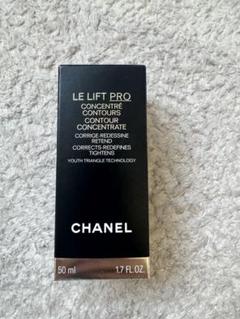 LE LIFT PRO
CONCENTRÉ
CONTOURS
CONTOUR
CONCENTRATE
CORRIGE-REDESSINE
RETEND
CORRECTS-REDEFINES
TIGHTENS
YOUTH TRIANGLE TECHNOLOGY
CHANEL
50 ml 1.7 FL. OZ.